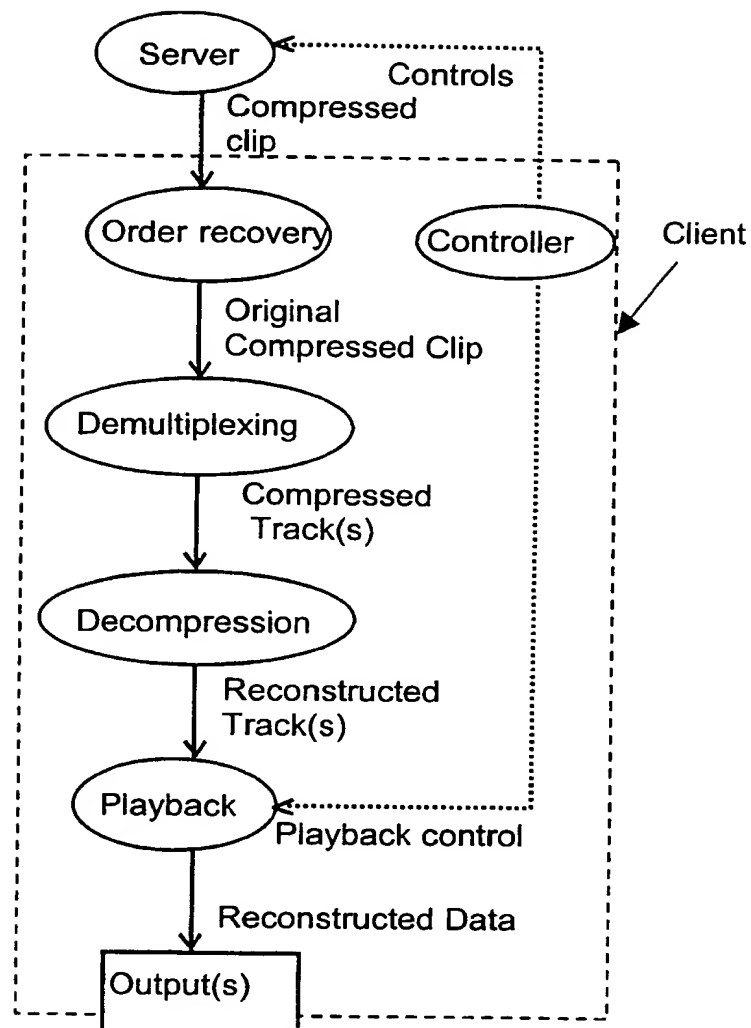 Server
Controls
Compressed
clip
Order recovery
Controller
Client
Original
Compressed Clip
Demultiplexing
Compressed
Track(s)
Decompression
Reconstructed
Track(s)
Playback
Playback control
Reconstructed Data
Output(s)